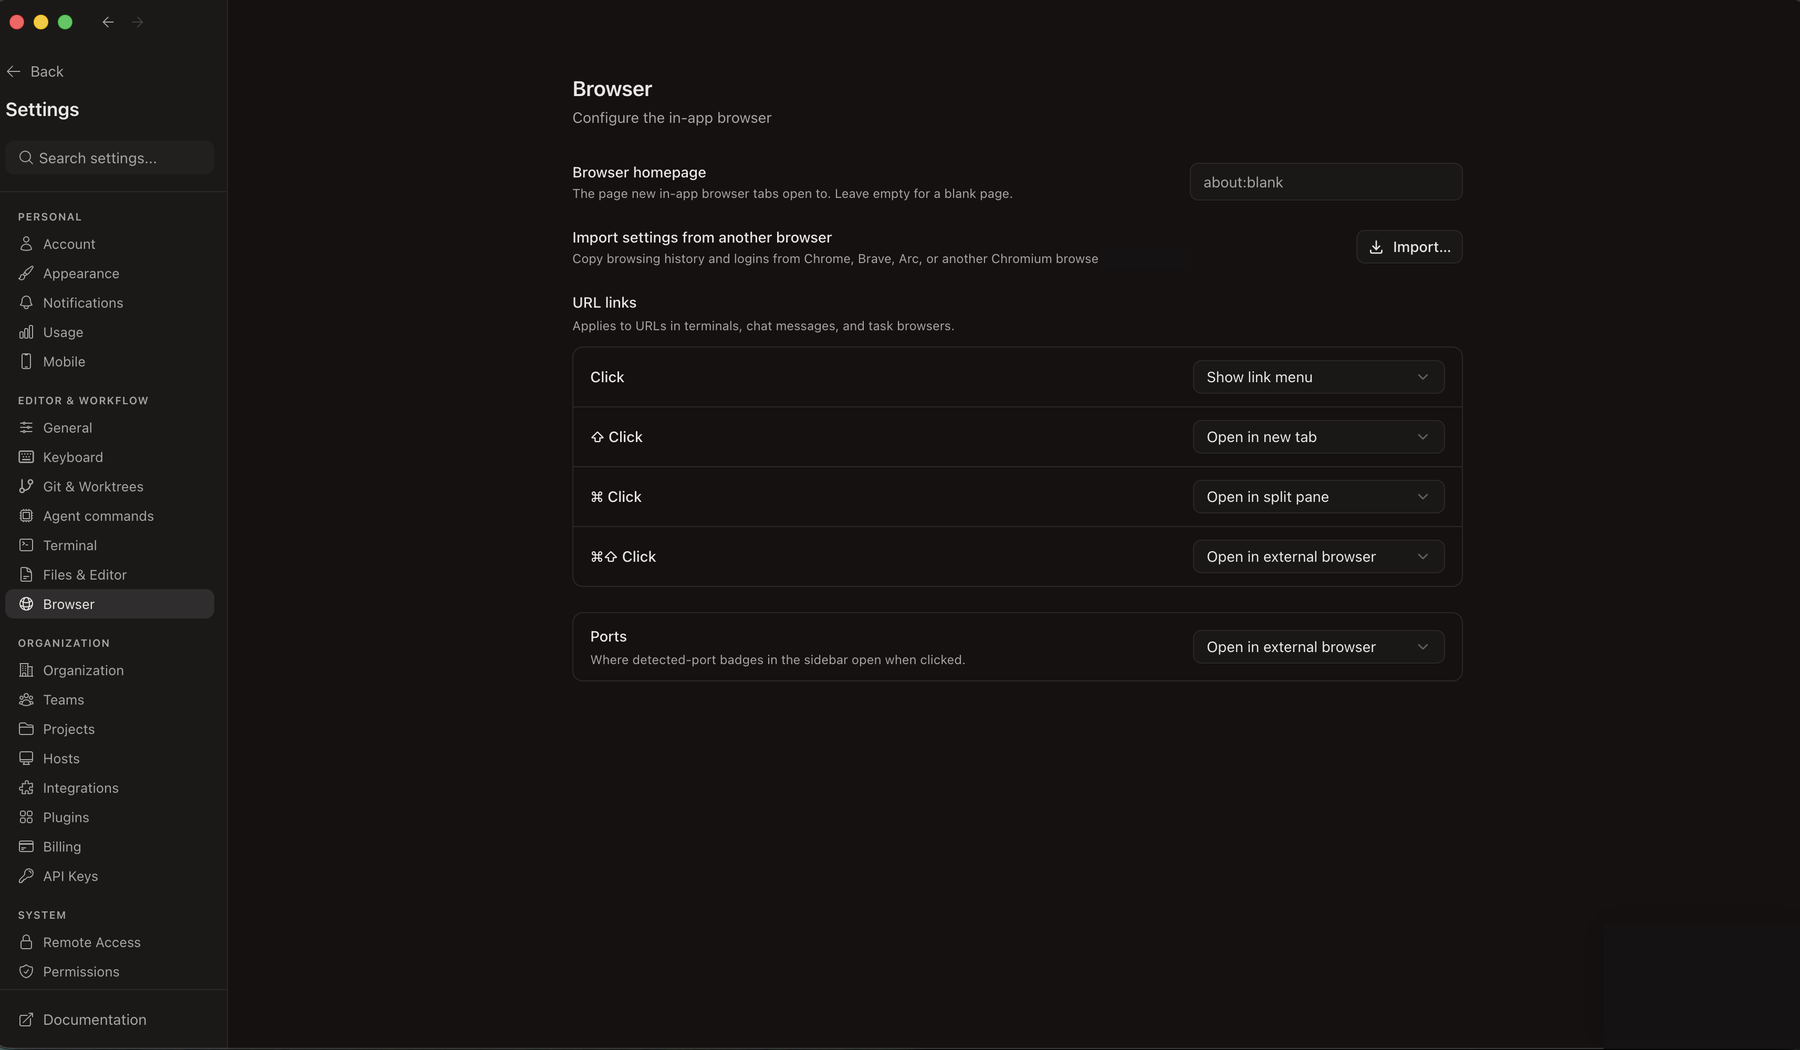 Back
Settings
Search settings...
PERSONAL
Account
Appearance
Notifications
Usage
Mobile
EDITOR & WORKFLOW
General
Keyboard
Git & Worktrees
Agent commands
Terminal
Files & Editor
Browser
ORGANIZATION
Organization
Teams
Projects
Hosts
Integrations
Plugins
Billing
API Keys
SYSTEM
Remote Access
Permissions
Documentation
Browser
Configure the in-app browser
Browser homepage
The page new in-app browser tabs open to. Leave empty for a blank page.
about:blank
Import settings from another browser
Copy browsing history and logins from Chrome, Brave, Arc, or another Chromium browse
Import...
URL links
Applies to URLs in terminals, chat messages, and task browsers.
Click
Show link menu
⇧ Click
Open in new tab
⌘ Click
Open in split pane
⌘⇧ Click
Open in external browser
Ports
Where detected-port badges in the sidebar open when clicked.
Open in external browser